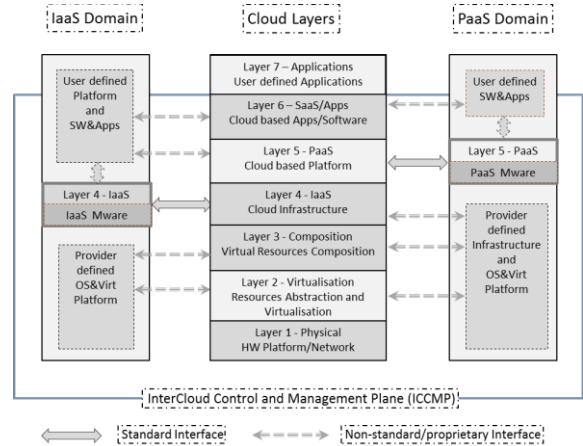 IaaS Domain
Cloud Layers
PaaS Domain
User defined
Platform
and
SW&Apps
Layer 4 - IaaS
IaaS Mware
Provider
defined
OS&Virt
Platform
Layer 7 – Applications
User defined Applications
Layer 6 – SaaS/Apps
Cloud based Apps/Software
Layer 5 - PaaS
Cloud based Platform
Layer 4 - IaaS
Cloud Infrastructure
Layer 3 - Composition
Virtual Resources Composition
Layer 2 - Virtualisation
Resources Abstraction and
Virtualisation
Layer 1 - Physical
HW Platform/Network
User defined
SW&Apps
Layer 5 - PaaS
PaaS Mware
Provider
defined
Infrastructure
and
OS&Virt
Platform
InterCloud Control and Management Plane (ICCMP)
Standard Interface
Non-standard/proprietary Interface